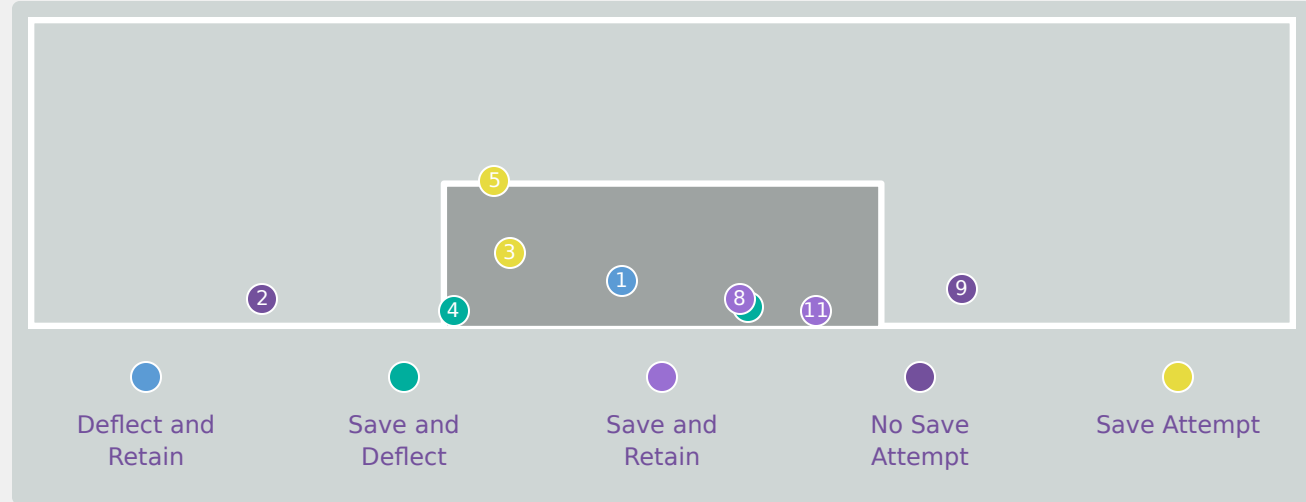 5
3
1
2
8
9
4
11
Deflect and
Retain
Save and
Deflect
Save and
Retain
No Save
Attempt
Save Attempt